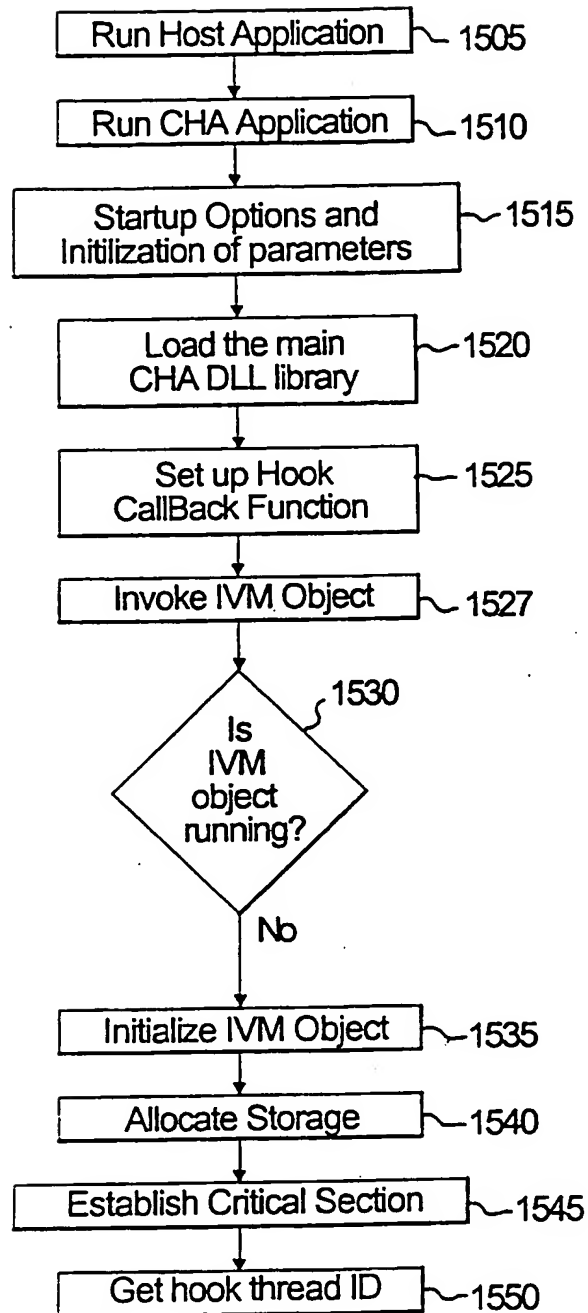 Run Host Application
1505
Run CHA Application
1510
Startup Options and
Initilization of parameters
1515
Load the main
CHA DLL library
1520
Set up Hook
CallBack Function
1525
Invoke IVM Object
1527
1530
Is
IVM
object
running?
No
Initialize IVM Object
1535
Allocate Storage
1540
Establish Critical Section
1545
Get hook thread ID
1550